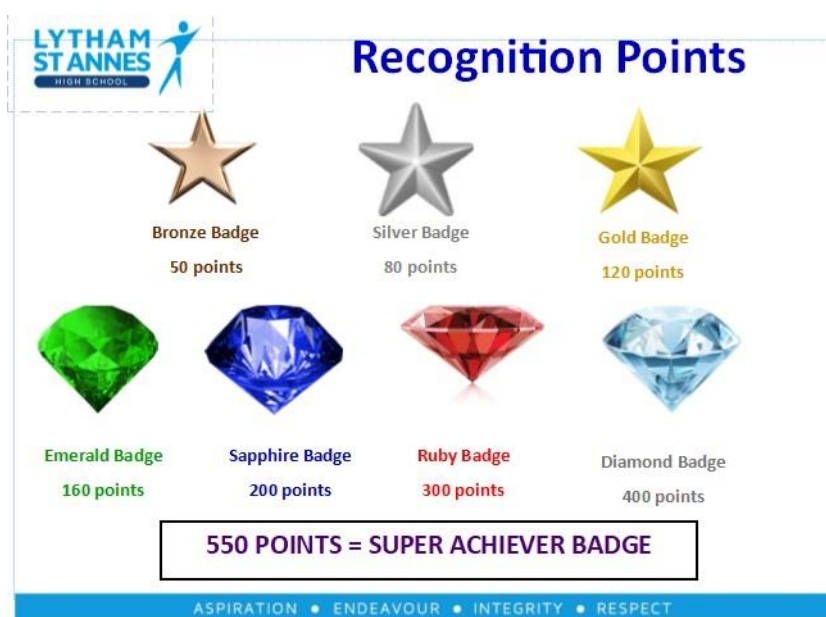 LYTHAM
ST ANNES
HIGH SCHOOL
Recognition Points
Bronze Badge
50 points
Silver Badge
80 points
Gold Badge
120 points
Emerald Badge
160 points
Sapphire Badge
200 points
Ruby Badge
300 points
Diamond Badge
400 points
550 POINTS = SUPER ACHIEVER BADGE
ASPIRATION • ENDEAVOUR • INTEGRITY • RESPECT